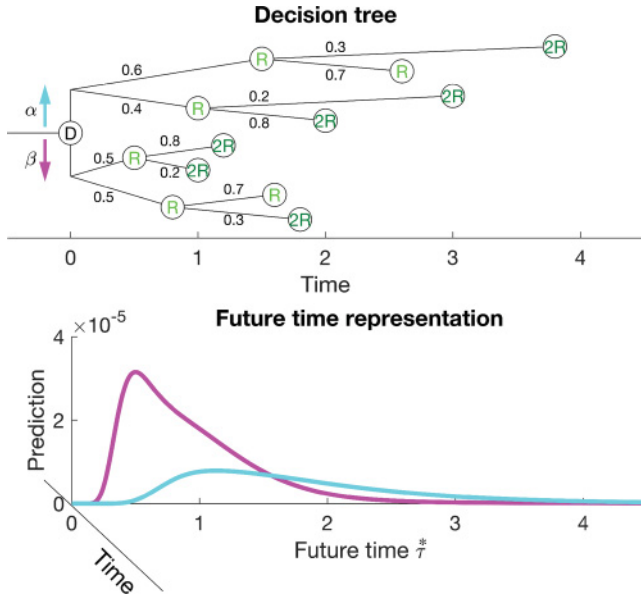 Decision tree
0.3
2R
0.6
R
0.7
R
α
0.4
R
0.2
2R
0.8
2R
D
β
0.5
R
0.8
2R
0.2
2R
0.5
R
0.7
R
0.3
2R
0 1 2 3 4
Time
×10⁻⁵
Future time representation
4
2
0
Prediction
0 1 2 3 4
Future time τ*
Time